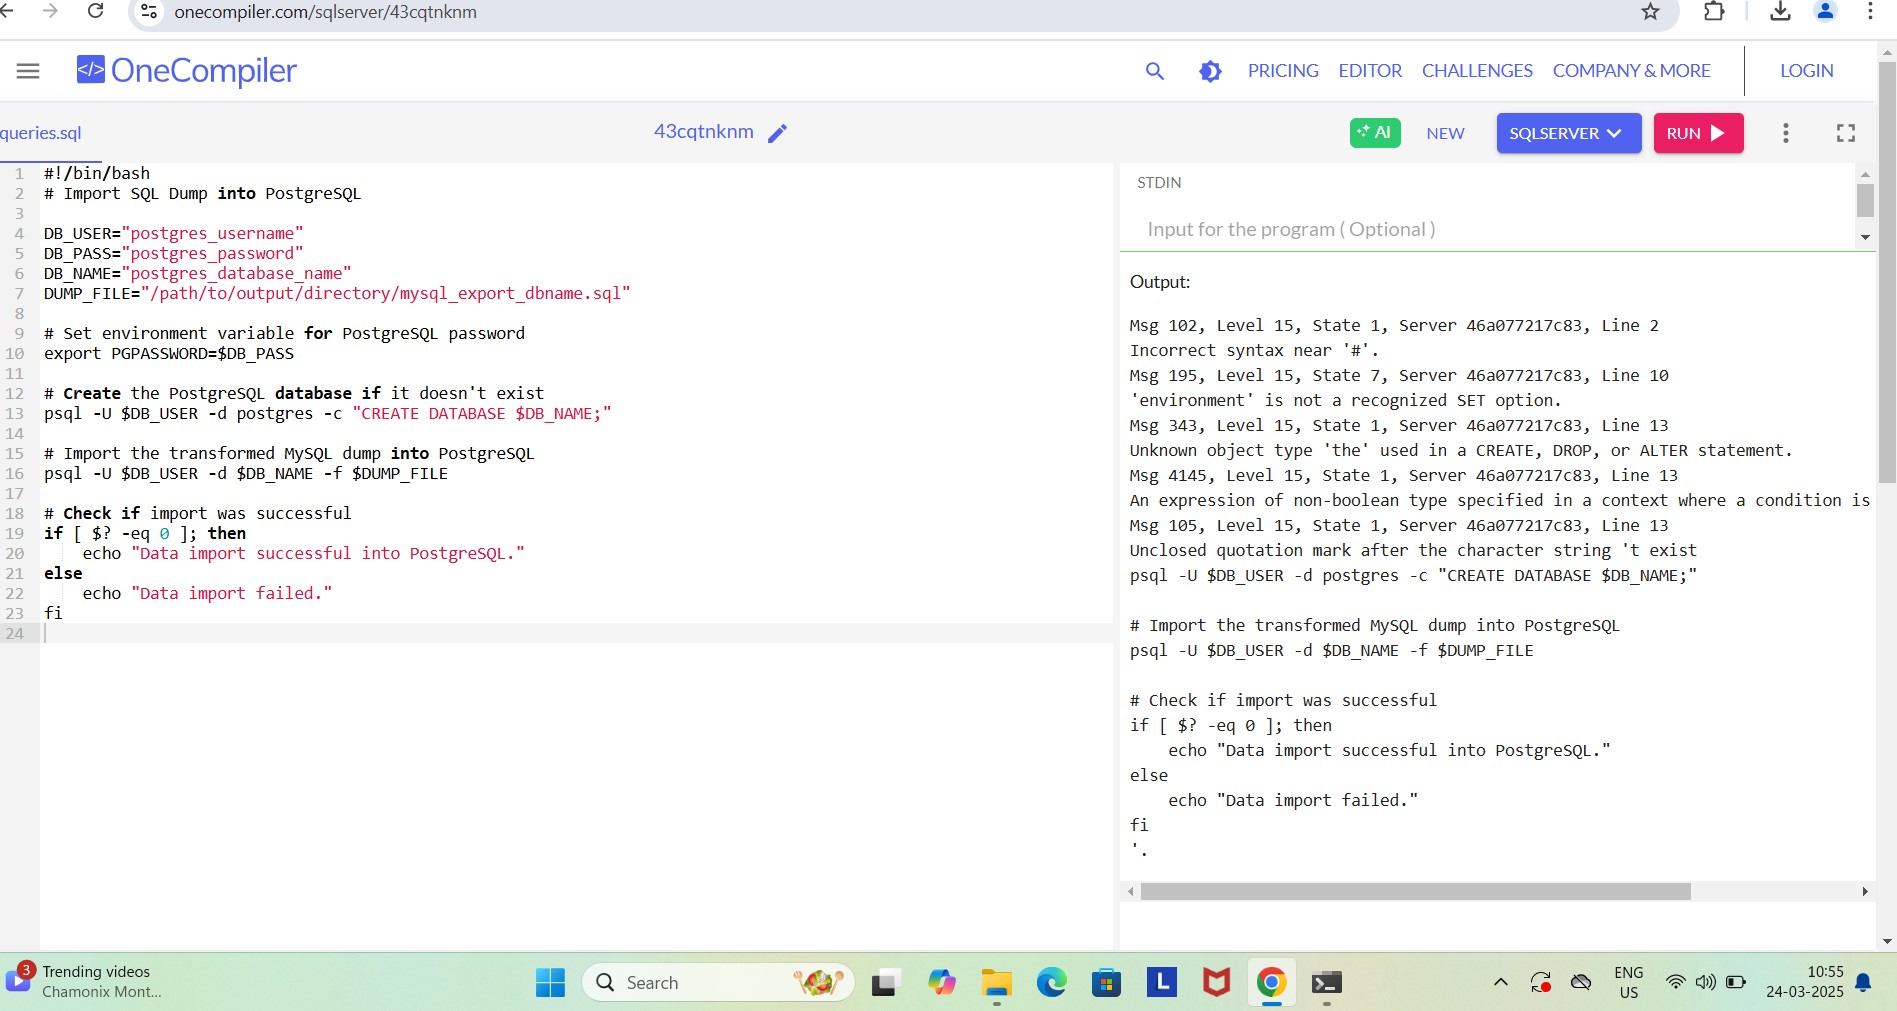 onecompiler.com/sqlserver/43cqtnknm
</> OneCompiler
PRICING EDITOR CHALLENGES COMPANY & MORE LOGIN
queries.sql
43cqtnknm
AI NEW SQLSERVER RUN
1 #!/bin/bash
2 # Import SQL Dump into PostgreSQL
3
4 DB_USER="postgres_username"
5 DB_PASS="postgres_password"
6 DB_NAME="postgres_database_name"
7 DUMP_FILE="/path/to/output/directory/mysql_export_dbname.sql"
8
9 # Set environment variable for PostgreSQL password
10 export PGPASSWORD=$DB_PASS
11
12 # Create the PostgreSQL database if it doesn't exist
13 psql -U $DB_USER -d postgres -c "CREATE DATABASE $DB_NAME;"
14
15 # Import the transformed MySQL dump into PostgreSQL
16 psql -U $DB_USER -d $DB_NAME -f $DUMP_FILE
17
18 # Check if import was successful
19 if [ $? -eq 0 ]; then
20     echo "Data import successful into PostgreSQL."
21 else
22     echo "Data import failed."
23 fi
24
STDIN
Input for the program ( Optional )
Output:
Msg 102, Level 15, State 1, Server 46a077217c83, Line 2
Incorrect syntax near '#'.
Msg 195, Level 15, State 7, Server 46a077217c83, Line 10
'environment' is not a recognized SET option.
Msg 343, Level 15, State 1, Server 46a077217c83, Line 13
Unknown object type 'the' used in a CREATE, DROP, or ALTER statement.
Msg 4145, Level 15, State 1, Server 46a077217c83, Line 13
An expression of non-boolean type specified in a context where a condition is
Msg 105, Level 15, State 1, Server 46a077217c83, Line 13
Unclosed quotation mark after the character string 't exist
psql -U $DB_USER -d postgres -c "CREATE DATABASE $DB_NAME;"
# Import the transformed MySQL dump into PostgreSQL
psql -U $DB_USER -d $DB_NAME -f $DUMP_FILE
# Check if import was successful
if [ $? -eq 0 ]; then
    echo "Data import successful into PostgreSQL."
else
    echo "Data import failed."
fi
'.
3
Trending videos
Chamonix Mont...
Search
L
ENG
US
10:55
24-03-2025